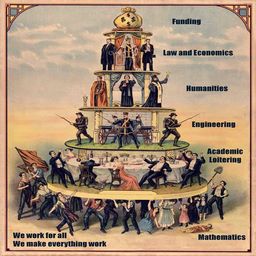 Funding
Law and Economics
Humanities
Engineering
Academic
Loitering
We work for all
We make everything work
Mathematics